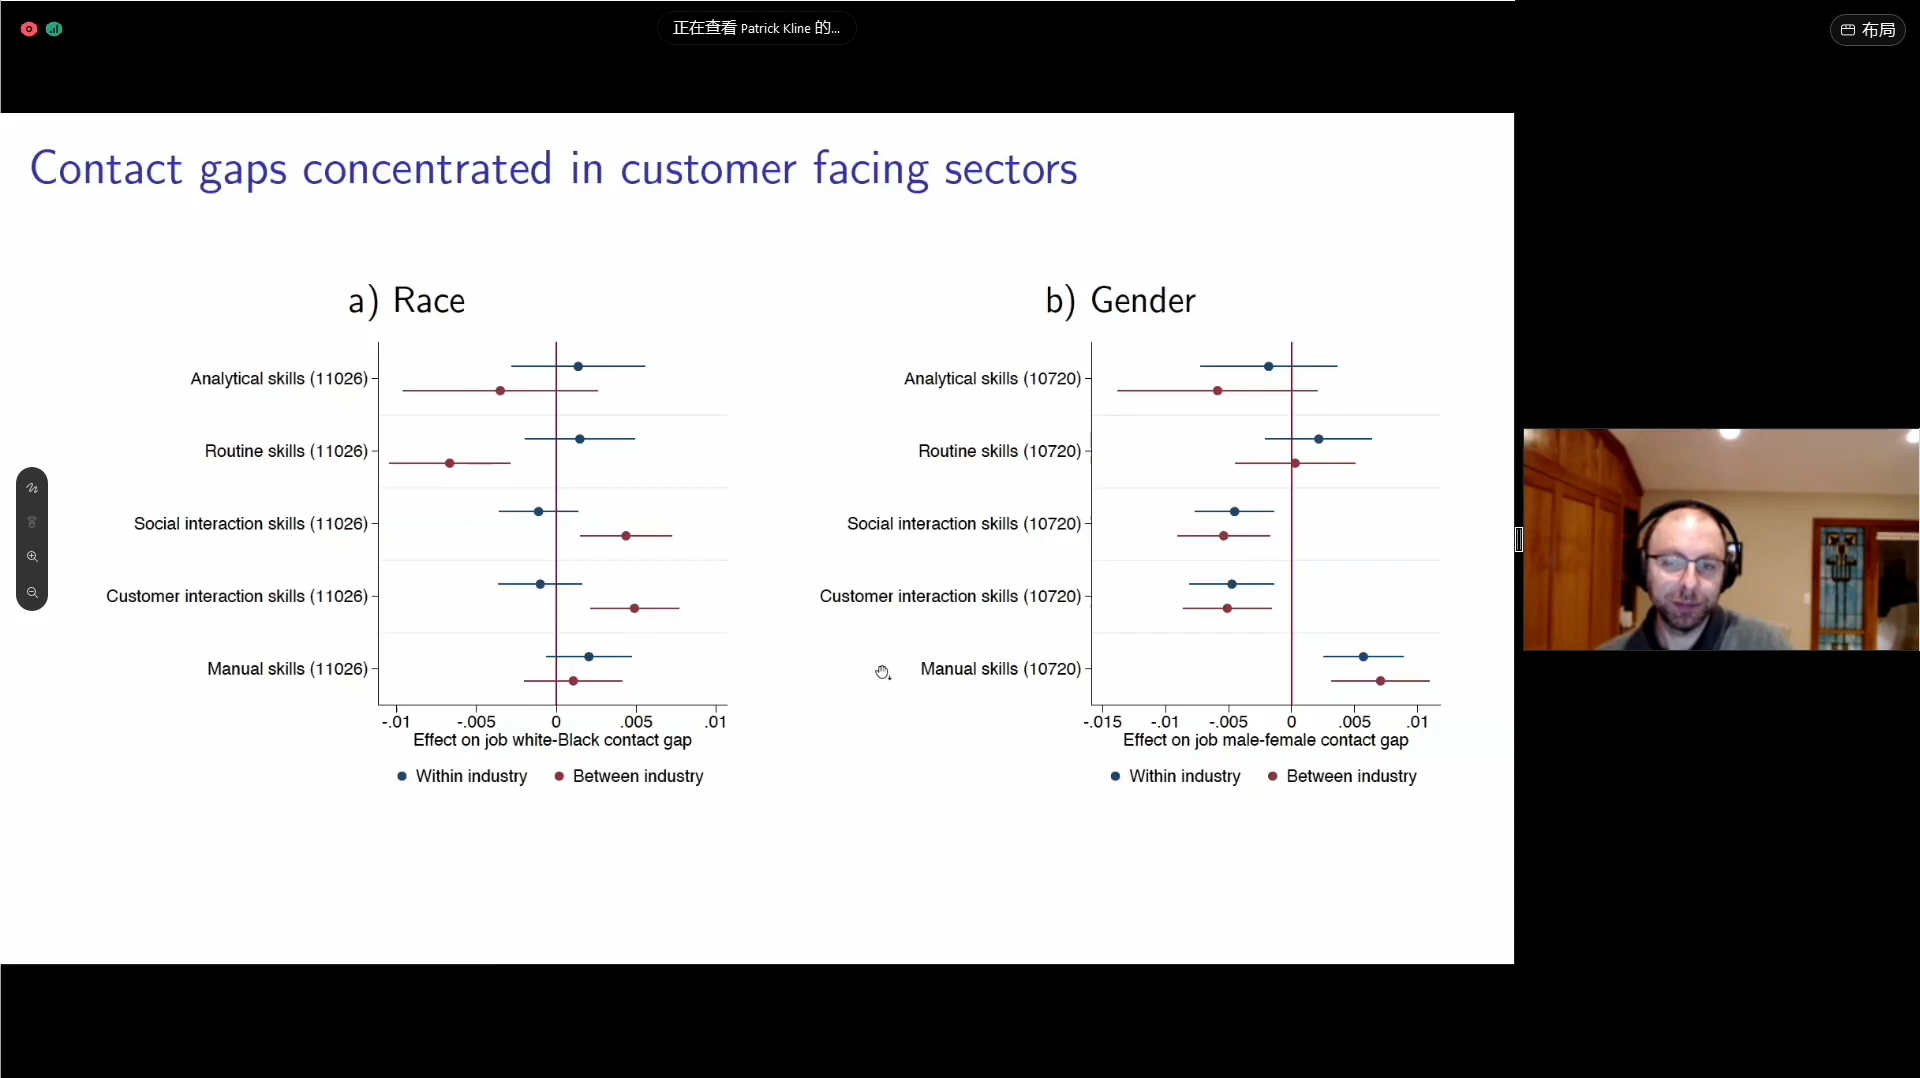 正在查看 Patrick Kline 的...
布局
Contact gaps concentrated in customer facing sectors
a) Race
Analytical skills (11026)
Routine skills (11026)
Social interaction skills (11026)
Customer interaction skills (11026)
Manual skills (11026)
-.01 -.005 0 .005 .01
Effect on job white-Black contact gap
Within industry Between industry
b) Gender
Analytical skills (10720)
Routine skills (10720)
Social interaction skills (10720)
Customer interaction skills (10720)
Manual skills (10720)
-.015 -.01 -.005 0 .005 .01
Effect on job male-female contact gap
Within industry Between industry